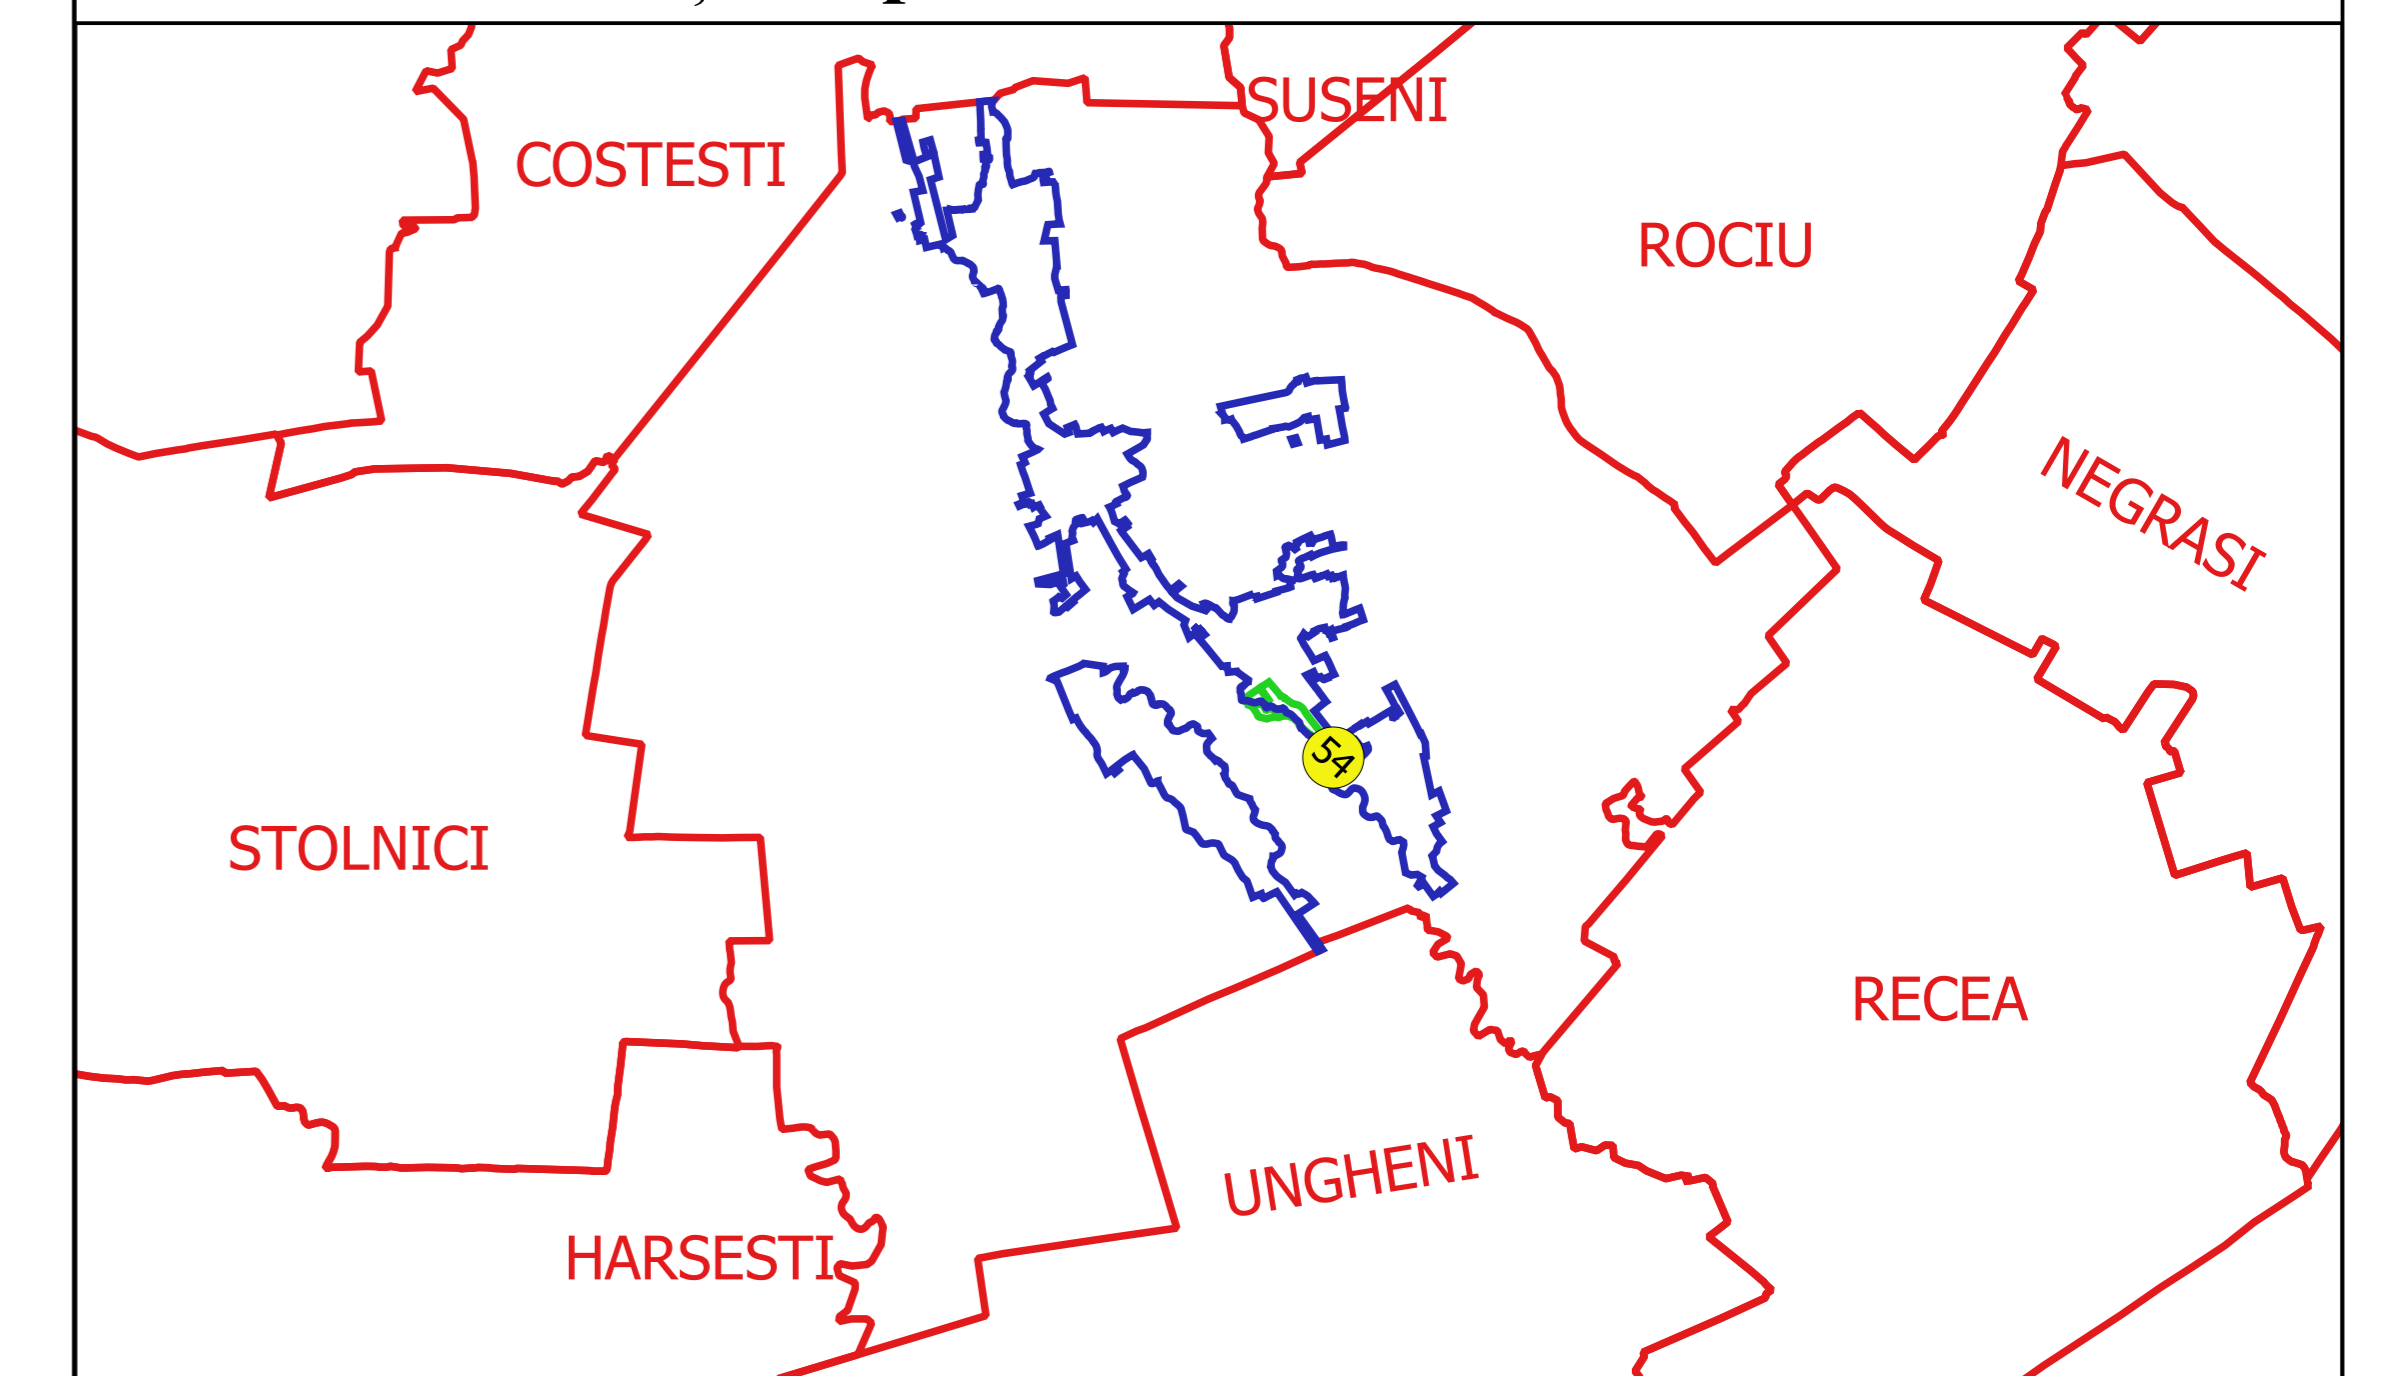 SUSENI
COSTESTI
ROCIU
NEGRASI
54
STOLNICI
RECEA
UNGHENI
HARSESTI